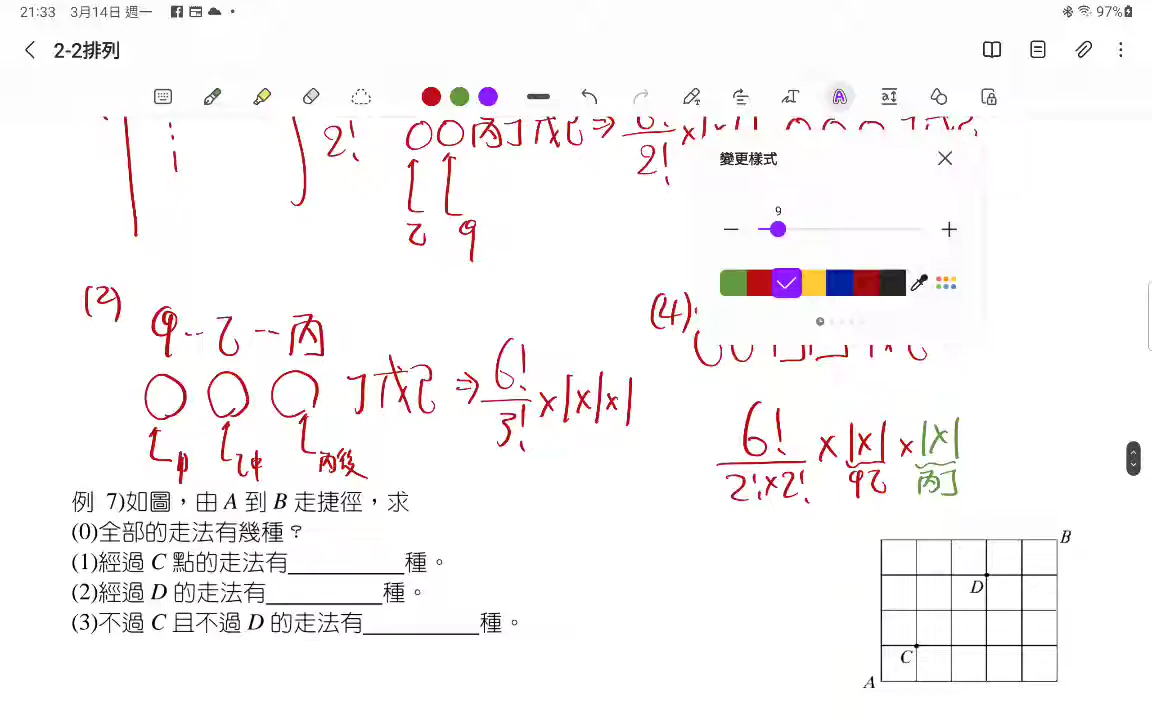 21:33 3月14日 週一 97%
2-2排列
2! 丙丁戊己⇒ 6!/2! ×1×1
變更樣式
9
乙 甲
(2)
甲--乙--丙
(4)
丁戊己⇒ 6!/3! ×1×1×1
6!/2!×2! ×1×1×1×1
甲 乙中 丙後
甲乙 丙丁
例 7)如圖,由 A 到 B 走捷徑,求
(0)全部的走法有幾種?
(1)經過 C 點的走法有__________種。
(2)經過 D 的走法有__________種。
(3)不過 C 且不過 D 的走法有__________種。
B
D
C
A